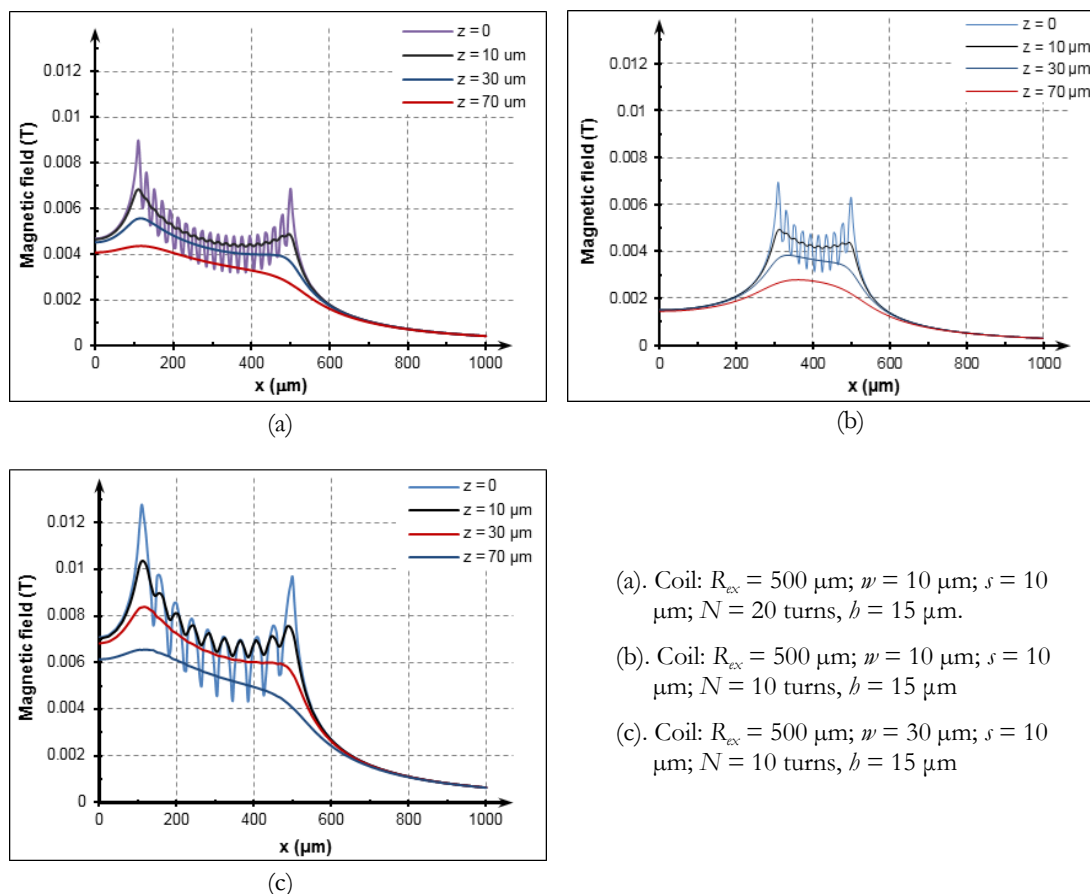 z = 0
z = 10 um
z = 30 um
z = 70 um
0.012
0.01
0.008
0.006
0.004
0.002
0
Magnetic field (T)
0 200 400 600 800 1000
x (μm)
(a)
z = 0
z = 10 μm
z = 30 μm
z = 70 μm
0.012
0.01
0.008
0.006
0.004
0.002
0
Magnetic field (T)
0 200 400 600 800 1000
x (μm)
(b)
z = 0
z = 10 μm
z = 30 μm
z = 70 μm
0.012
0.01
0.008
0.006
0.004
0.002
0
Magnetic field (T)
0 200 400 600 800 1000
x (μm)
(c)
(a). Coil: Rex = 500 μm; w = 10 μm; s = 10
μm; N = 20 turns, h = 15 μm.
(b). Coil: Rex = 500 μm; w = 10 μm; s = 10
μm; N = 10 turns, h = 15 μm
(c). Coil: Rex = 500 μm; w = 30 μm; s = 10
μm; N = 10 turns, h = 15 μm